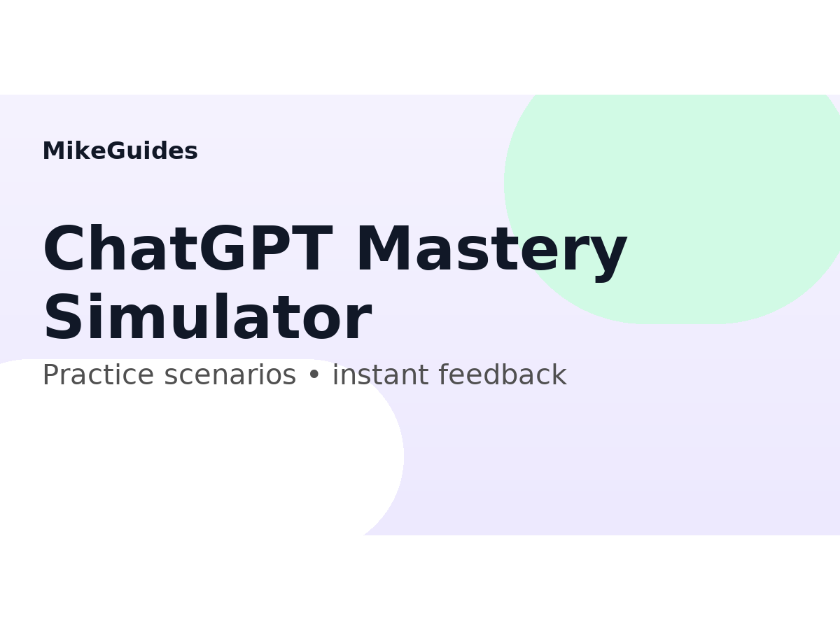 MikeGuides
ChatGPT Mastery
Simulator
Practice scenarios • instant feedback